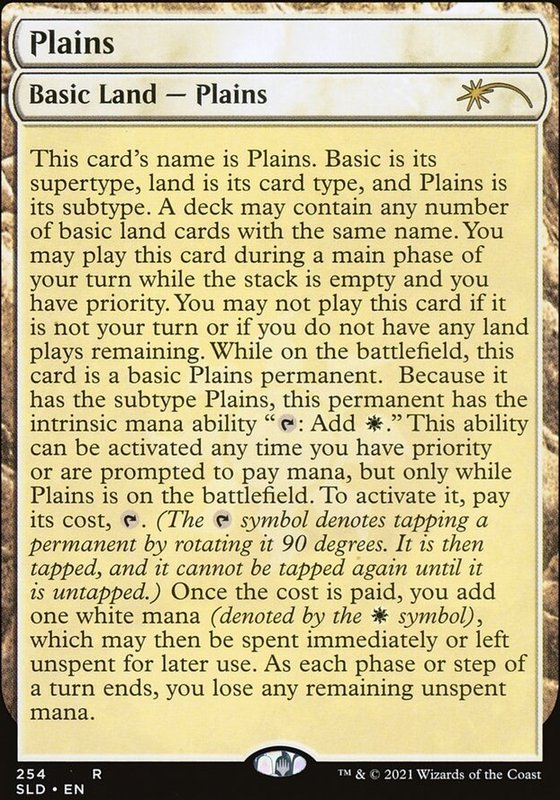 Plains
Basic Land — Plains
This card's name is Plains. Basic is its
supertype, land is its card type, and Plains is
its subtype. A deck may contain any number
of basic land cards with the same name. You
may play this card during a main phase of
your turn while the stack is empty and you
have priority. You may not play this card if it
is not your turn or if you do not have any land
plays remaining. While on the battlefield, this
card is a basic Plains permanent. Because it
has the subtype Plains, this permanent has the
intrinsic mana ability “: Add .” This ability
can be activated any time you have priority
or are prompted to pay mana, but only while
Plains is on the battlefield. To activate it, pay
its cost, . (The symbol denotes tapping a
permanent by rotating it 90 degrees. It is then
tapped, and it cannot be tapped again until it
is untapped.) Once the cost is paid, you add
one white mana (denoted by the symbol),
which may then be spent immediately or left
unspent for later use. As each phase or step of
a turn ends, you lose any remaining unspent
mana.
254 R
SLD • EN
™ & © 2021 Wizards of the Coast